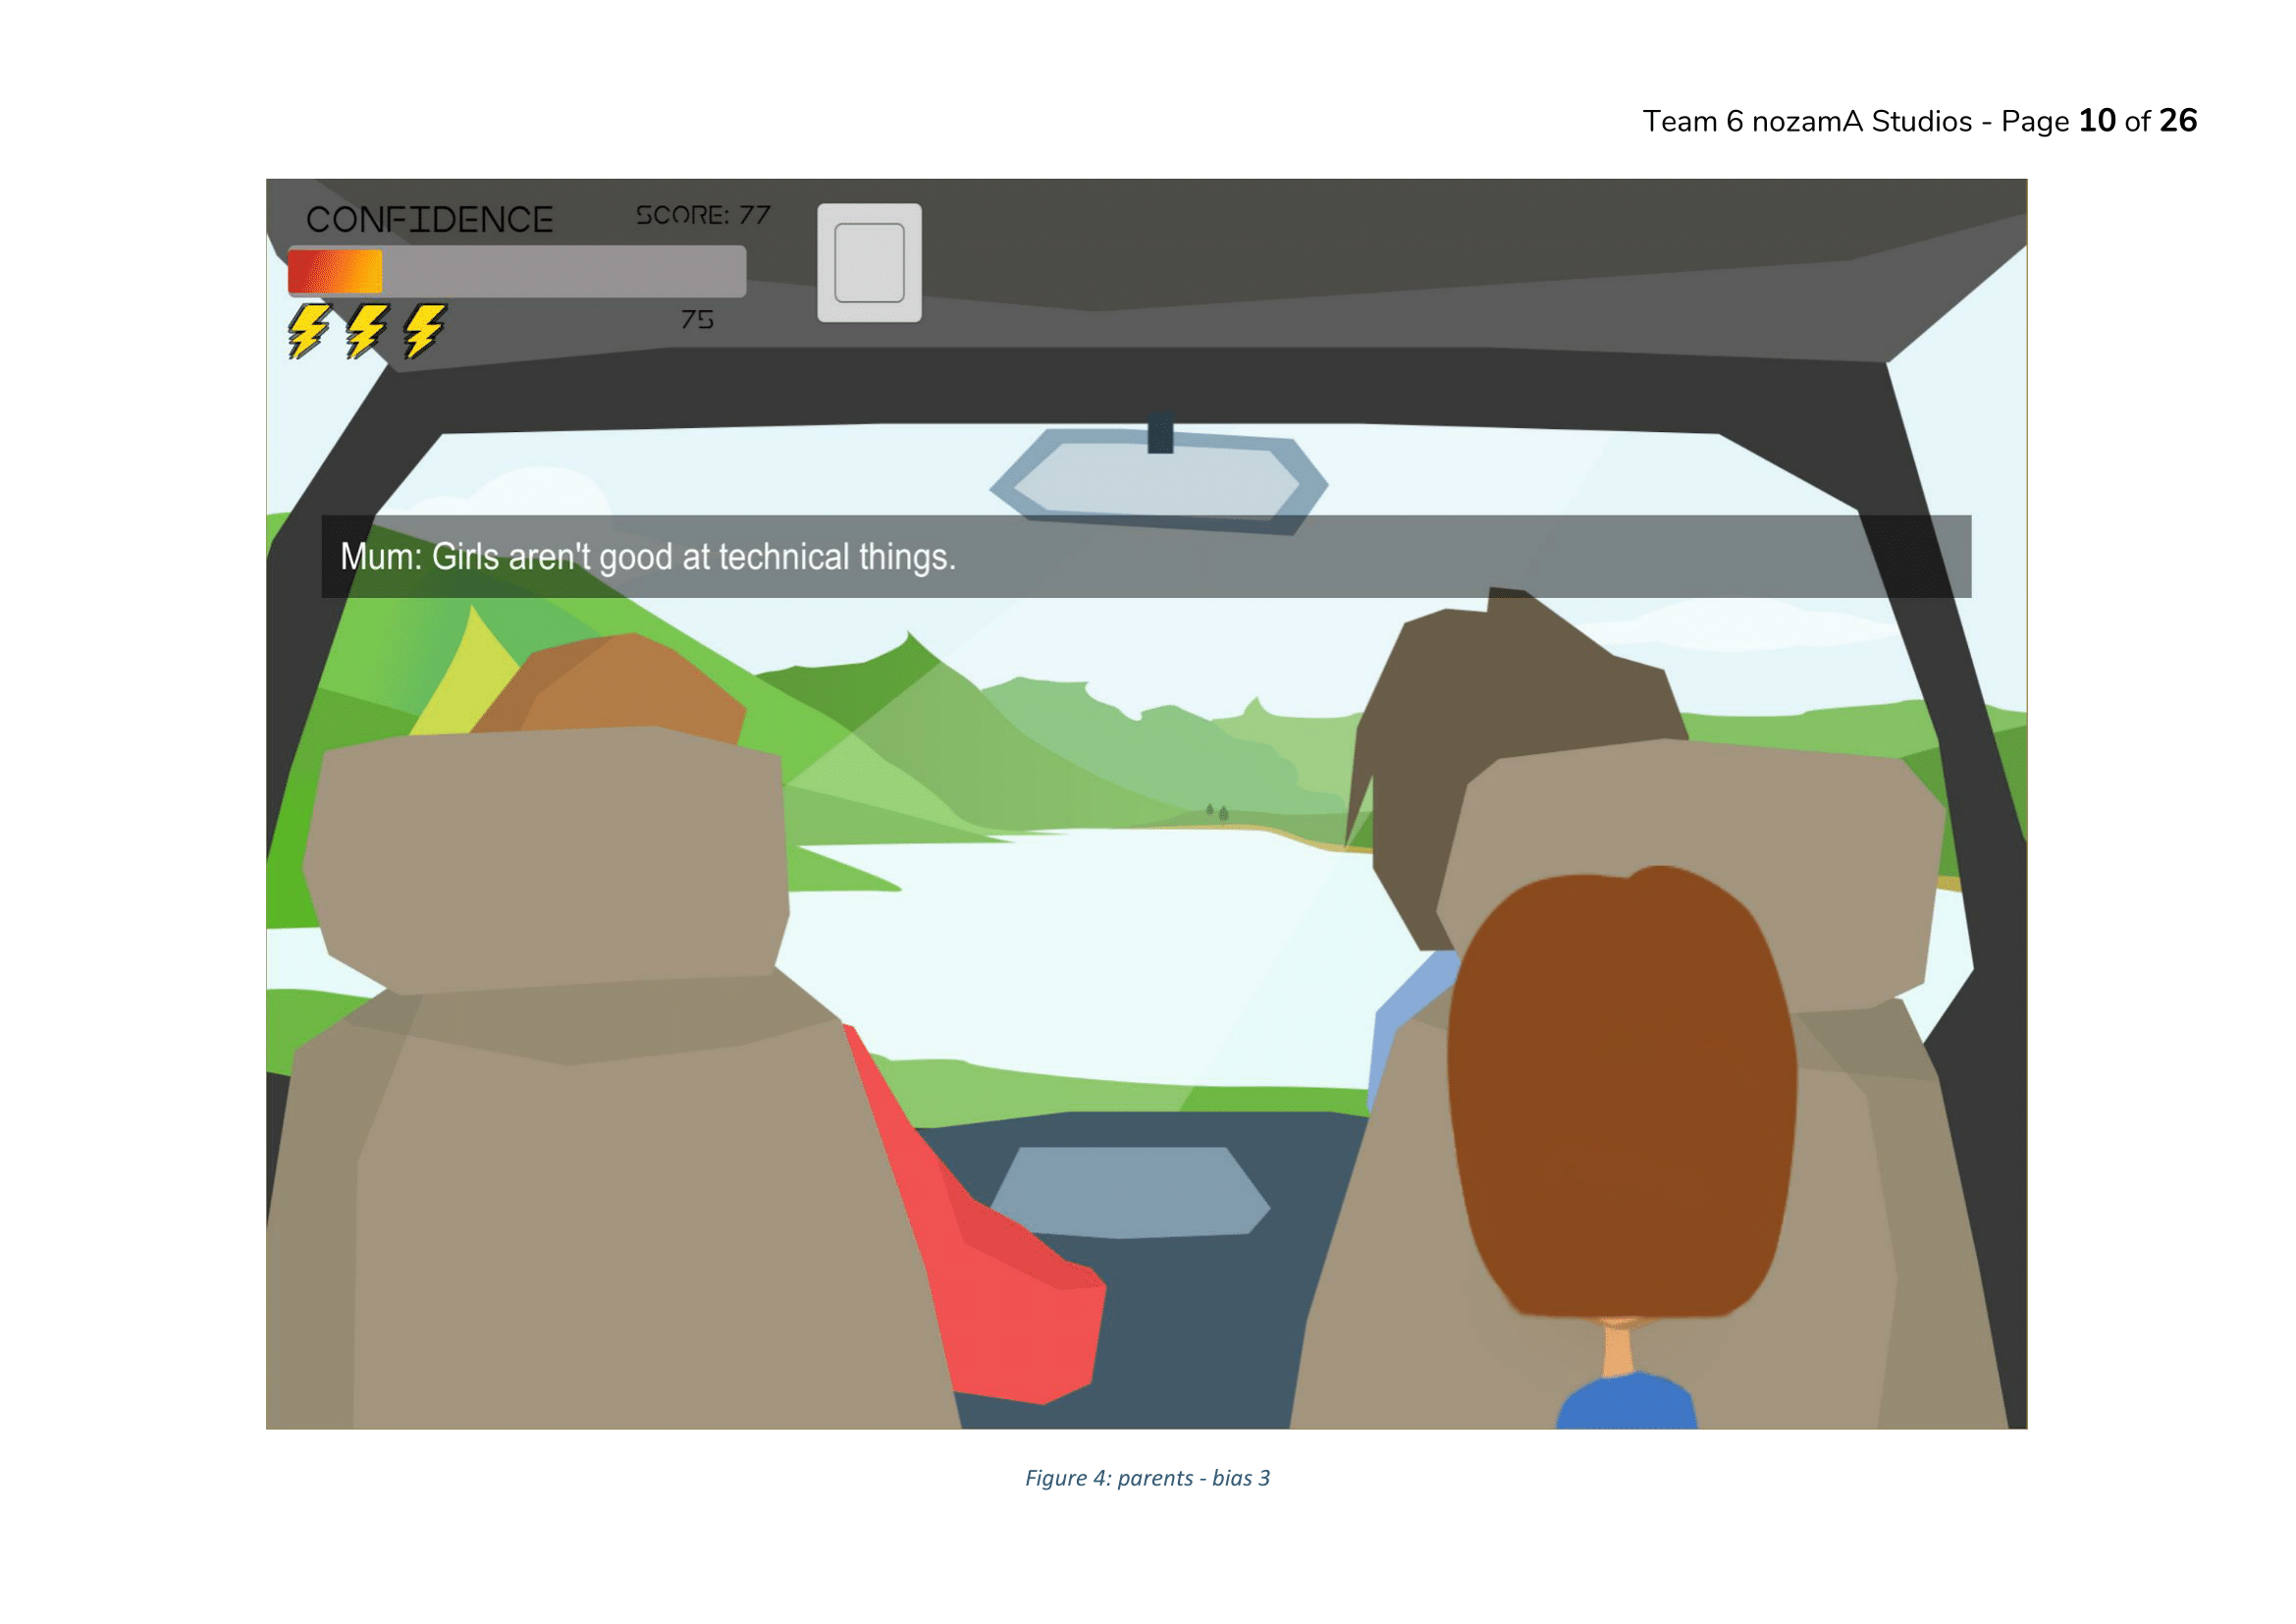 Team 6 nozamA Studios - Page 10 of 26
CONFIDENCE
SCORE: 77
75
Mum: Girls aren't good at technical things.
Figure 4: parents - bias 3